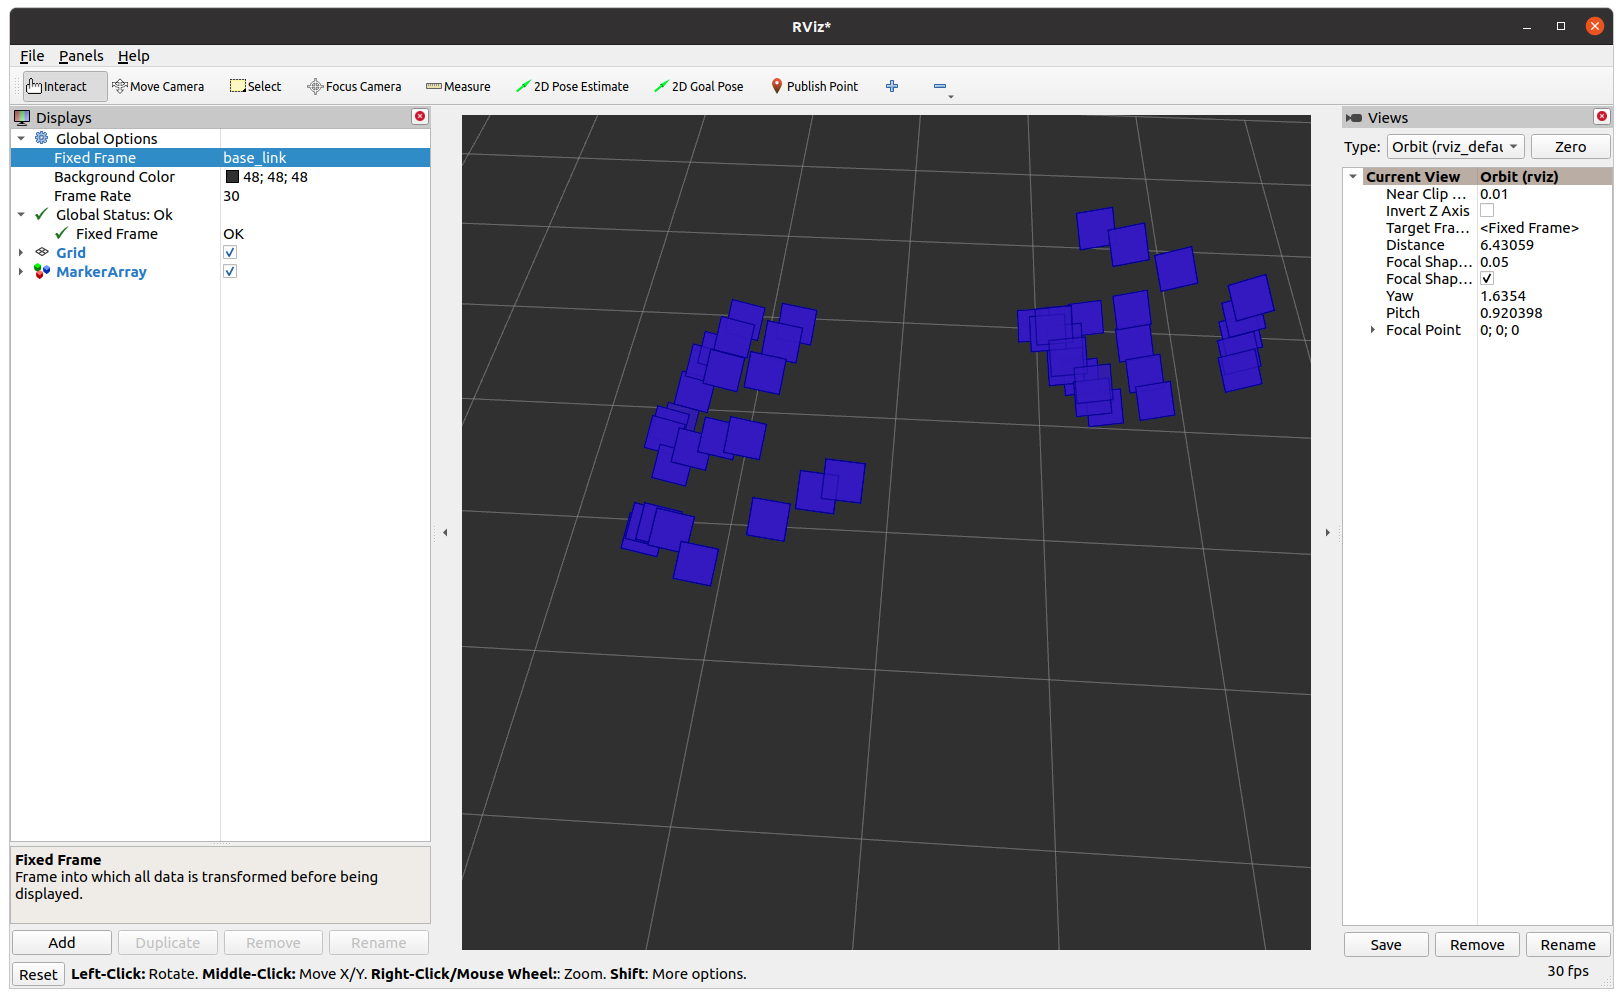 RViz*
File Panels Help
Interact Move Camera Select Focus Camera Measure 2D Pose Estimate 2D Goal Pose Publish Point
Displays
Global Options
Fixed Frame base_link
Background Color 48; 48; 48
Frame Rate 30
Global Status: Ok
Fixed Frame OK
Grid
MarkerArray
Fixed Frame
Frame into which all data is transformed before being
displayed.
Add Duplicate Remove Rename
Reset Left-Click: Rotate. Middle-Click: Move X/Y. Right-Click/Mouse Wheel:: Zoom. Shift: More options.
Views
Type: Orbit (rviz_defau Zero
Current View Orbit (rviz)
Near Clip ... 0.01
Invert Z Axis
Target Fra... <Fixed Frame>
Distance 6.43059
Focal Shap... 0.05
Focal Shap...
Yaw 1.6354
Pitch 0.920398
Focal Point 0; 0; 0
Save Remove Rename
30 fps